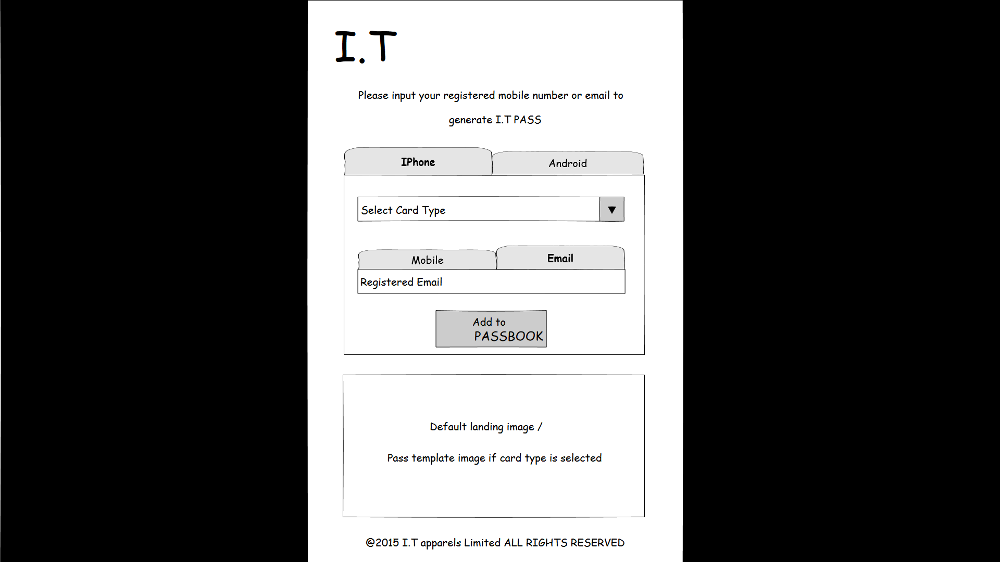 I.T
Please input your registered mobile number or email to
generate I.T PASS
IPhone
Android
Select Card Type
Mobile
Email
Registered Email
Add to
PASSBOOK
Default landing image /
Pass template image if card type is selected
@2015 I.T apparels Limited ALL RIGHTS RESERVED